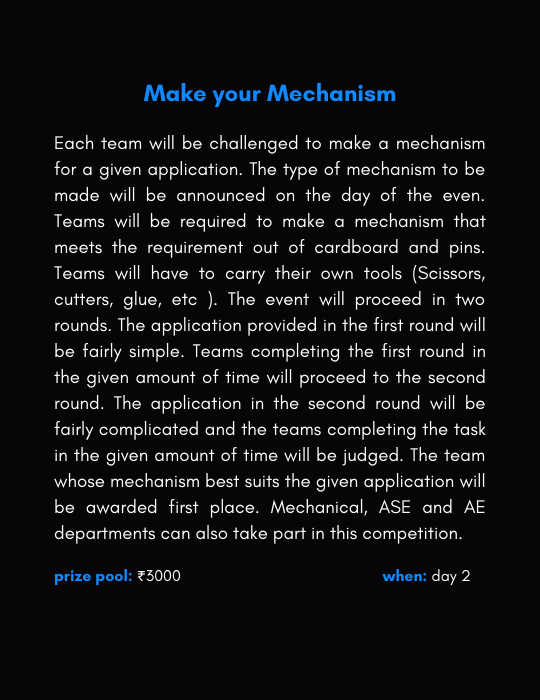 Make your Mechanism
Each team will be challenged to make a mechanism
for a given application. The type of mechanism to be
made will be announced on the day of the even.
Teams will be required to make a mechanism that
meets the requirement out of cardboard and pins.
Teams will have to carry their own tools (Scissors,
cutters, glue, etc ). The event will proceed in two
rounds. The application provided in the first round will
be fairly simple. Teams completing the first round in
the given amount of time will proceed to the second
round. The application in the second round will be
fairly complicated and the teams completing the task
in the given amount of time will be judged. The team
whose mechanism best suits the given application will
be awarded first place. Mechanical, ASE and AE
departments can also take part in this competition.
prize pool: ₹3000 when: day 2